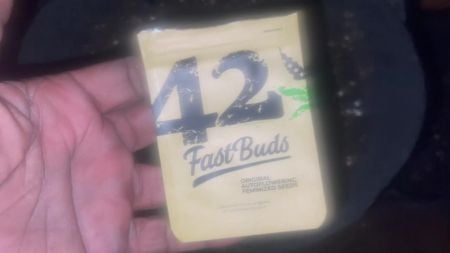 42
Fast Buds
ORIGINAL
AUTOFLOWERING
FEMINIZED SEEDS